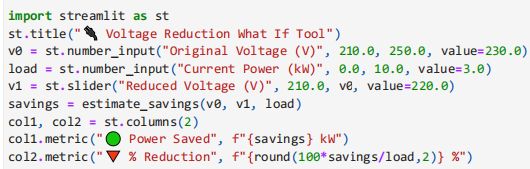 import streamlit as st
st.title("🔌 Voltage Reduction What If Tool")
v0 = st.number_input("Original Voltage (V)", 210.0, 250.0, value=230.0)
load = st.number_input("Current Power (kW)", 0.0, 10.0, value=3.0)
v1 = st.slider("Reduced Voltage (V)", 210.0, v0, value=220.0)
savings = estimate_savings(v0, v1, load)
col1, col2 = st.columns(2)
col1.metric("🟢 Power Saved", f"{savings} kW")
col2.metric("🔻 % Reduction", f"{round(100*savings/load,2)} %")